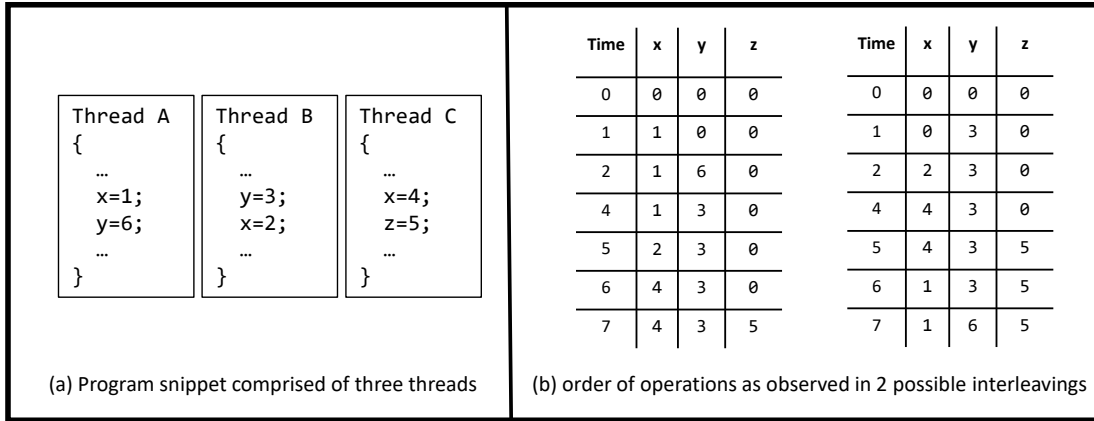 Thread A
{
…
x=1;
y=6;
…
}
Thread B
{
…
y=3;
x=2;
…
}
Thread C
{
…
x=4;
z=5;
…
}
(a) Program snippet comprised of three threads
Time x y z
0 0 0 0
1 1 0 0
2 1 6 0
4 1 3 0
5 2 3 0
6 4 3 0
7 4 3 5
Time x y z
0 0 0 0
1 0 3 0
2 2 3 0
4 4 3 0
5 4 3 5
6 1 3 5
7 1 6 5
(b) order of operations as observed in 2 possible interleavings